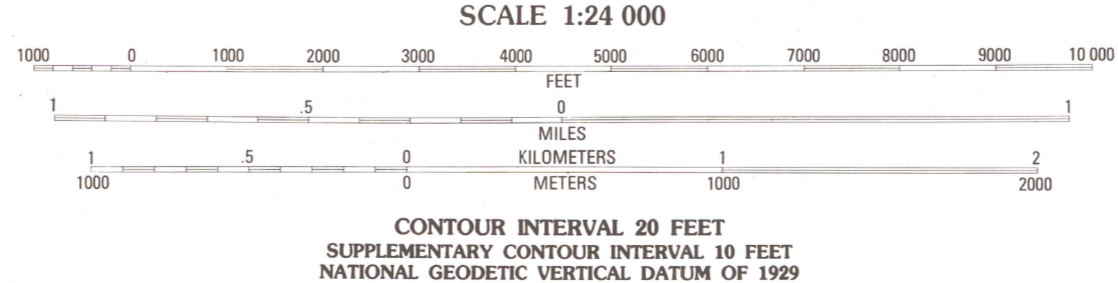 SCALE 1:24 000
1000 0 1000 2000 3000 4000 5000 6000 7000 8000 9000 10 000
FEET
1 .5 0 1
MILES
1 .5 0 KILOMETERS 1 2
1000 0 METERS 1000 2000
CONTOUR INTERVAL 20 FEET
SUPPLEMENTARY CONTOUR INTERVAL 10 FEET
NATIONAL GEODETIC VERTICAL DATUM OF 1929